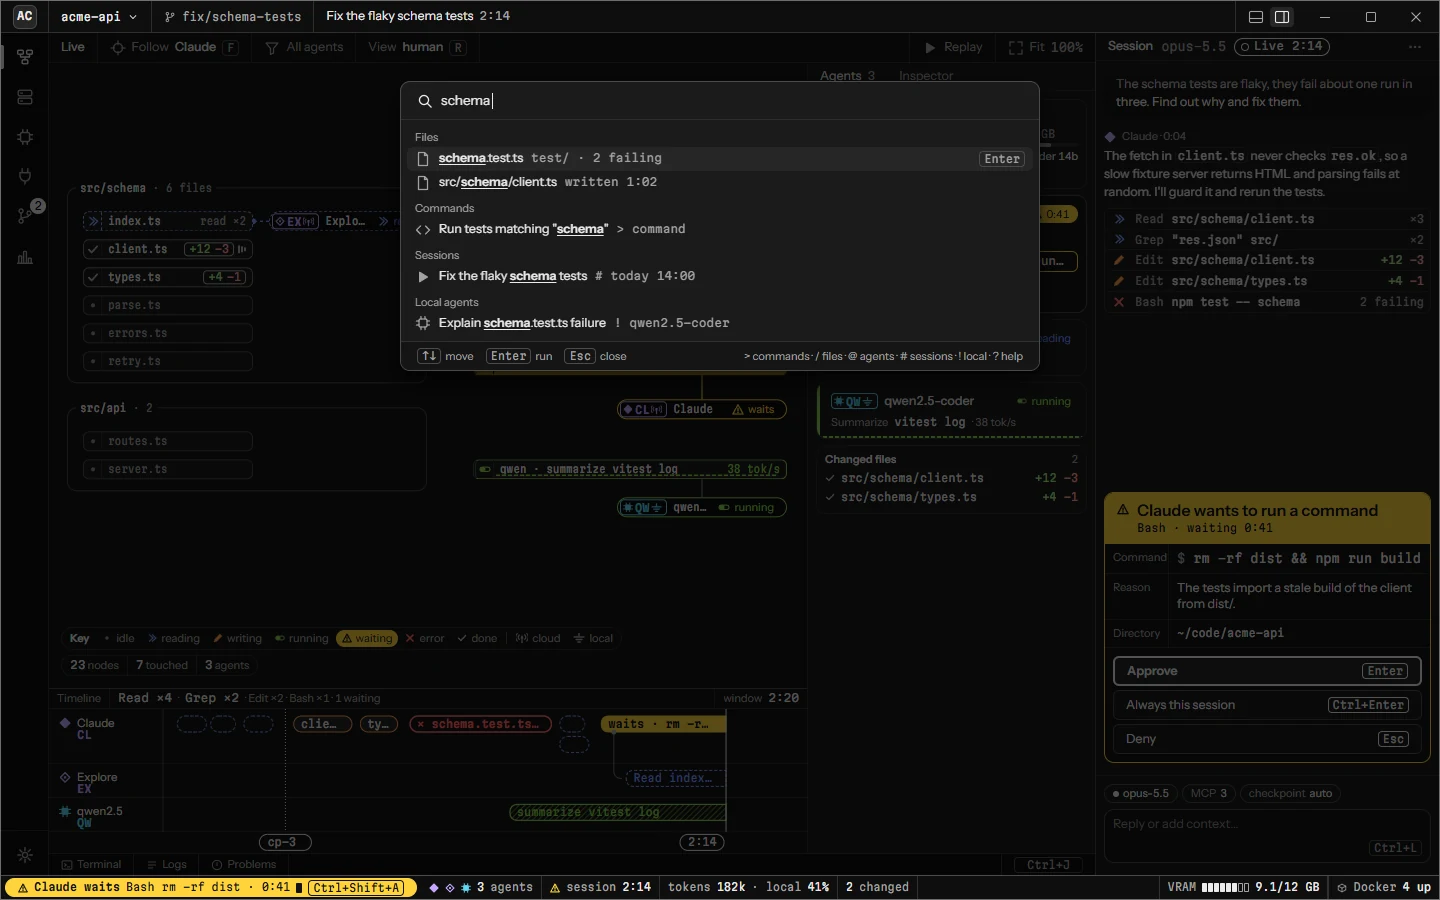 AC acme-api fix/schema-tests Fix the flaky schema tests 2:14
Live Follow Claude F All agents View human R Replay Fit 100% Session opus-5.5 Live 2:14 ···
Agents 3 Inspector
schema
Files
schema.test.ts test/ · 2 failing Enter
src/schema/client.ts written 1:02
Commands
Run tests matching "schema" > command
Sessions
Fix the flaky schema tests # today 14:00
Local agents
Explain schema.test.ts failure ! qwen2.5-coder
↑↓ move Enter run Esc close > commands · / files · @ agents · # sessions · ! local · ? help
2
src/schema · 6 files
index.ts read ×2 EX Explo…
client.ts +12 −3
types.ts +4 −1
parse.ts
errors.ts
retry.ts
src/api · 2
routes.ts
server.ts
CL Claude waits
qwen · summarize vitest log 38 tok/s
QW qwen… running
Key idle reading writing running waiting error done cloud local
23 nodes 7 touched 3 agents
GB
der 14b
0:41
un…
ading
QW qwen2.5-coder running
Summarize vitest log · 38 tok/s
Changed files 2
src/schema/client.ts +12 −3
src/schema/types.ts +4 −1
The schema tests are flaky, they fail about one run in
three. Find out why and fix them.
Claude · 0:04
The fetch in client.ts never checks res.ok, so a
slow fixture server returns HTML and parsing fails at
random. I'll guard it and rerun the tests.
Read src/schema/client.ts ×3
Grep "res.json" src/ ×2
Edit src/schema/client.ts +12 −3
Edit src/schema/types.ts +4 −1
Bash npm test -- schema 2 failing
Claude wants to run a command
Bash · waiting 0:41
Command $ rm -rf dist && npm run build
Reason The tests import a stale build of the client
from dist/.
Directory ~/code/acme-api
Approve Enter
Always this session Ctrl+Enter
Deny Esc
opus-5.5 MCP 3 checkpoint auto
Reply or add context…
Ctrl+L
Timeline Read ×4 · Grep ×2 · Edit ×2 · Bash ×1 · 1 waiting window 2:20
Claude clie… ty… × schema.test.ts… waits · rm -r…
CL
Explore Read index…
EX
qwen2.5 summarize vitest log
QW
cp-3 2:14
Terminal Logs Problems Ctrl+J
Claude waits Bash rm -rf dist · 0:41 Ctrl+Shift+A 3 agents session 2:14 tokens 182k · local 41% 2 changed VRAM 9.1/12 GB Docker 4 up